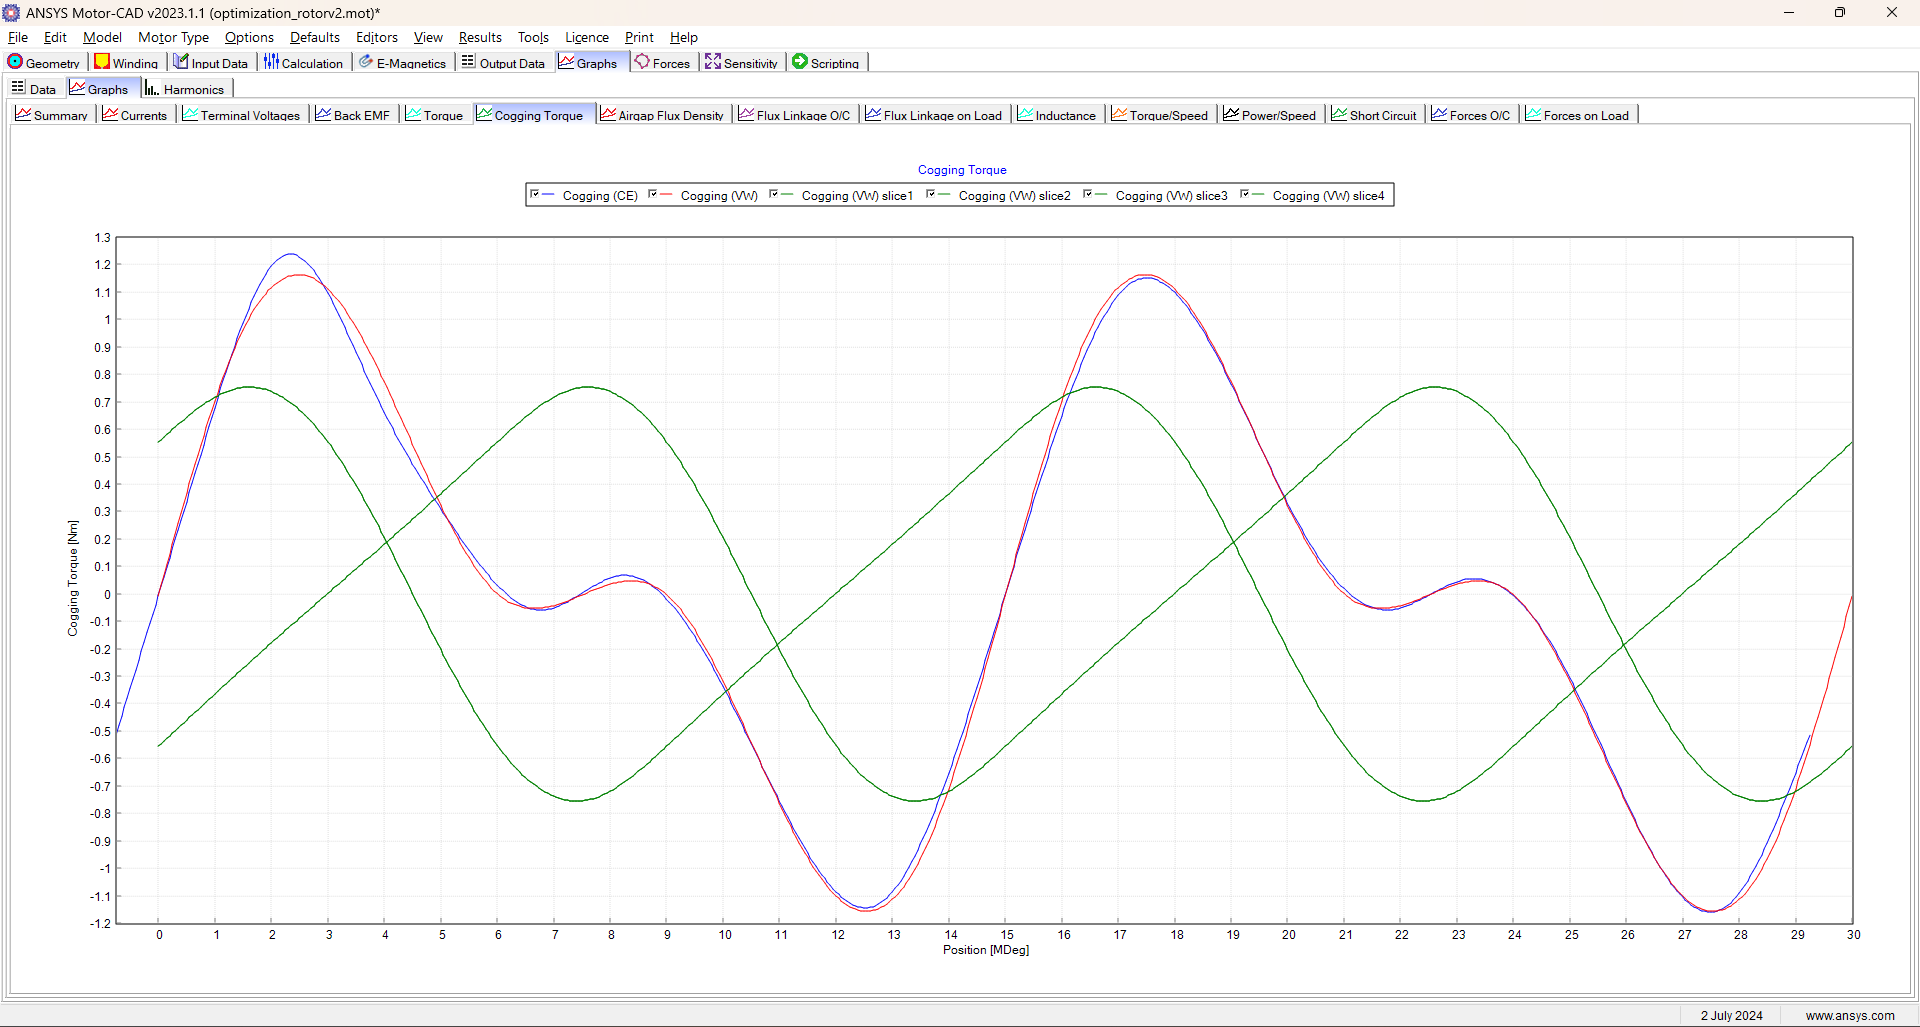 ANSYS Motor-CAD v2023.1.1 (optimization_rotorv2.mot)*
File Edit Model Motor Type Options Defaults Editors View Results Tools Licence Print Help
Geometry Winding Input Data Calculation E-Magnetics Output Data Graphs Forces Sensitivity Scripting
Data Graphs Harmonics
Summary Currents Terminal Voltages Back EMF Torque Cogging Torque Airgap Flux Density Flux Linkage O/C Flux Linkage on Load Inductance Torque/Speed Power/Speed Short Circuit Forces O/C Forces on Load
Cogging Torque
Cogging (CE) Cogging (VW) Cogging (VW) slice1 Cogging (VW) slice2 Cogging (VW) slice3 Cogging (VW) slice4
1.3
1.2
1.1
1
0.9
0.8
0.7
0.6
0.5
0.4
0.3
0.2
0.1
0
-0.1
-0.2
-0.3
-0.4
-0.5
-0.6
-0.7
-0.8
-0.9
-1
-1.1
-1.2
Cogging Torque [Nm]
0 1 2 3 4 5 6 7 8 9 10 11 12 13 14 15 16 17 18 19 20 21 22 23 24 25 26 27 28 29 30
Position [MDeg]
2 July 2024 www.ansys.com